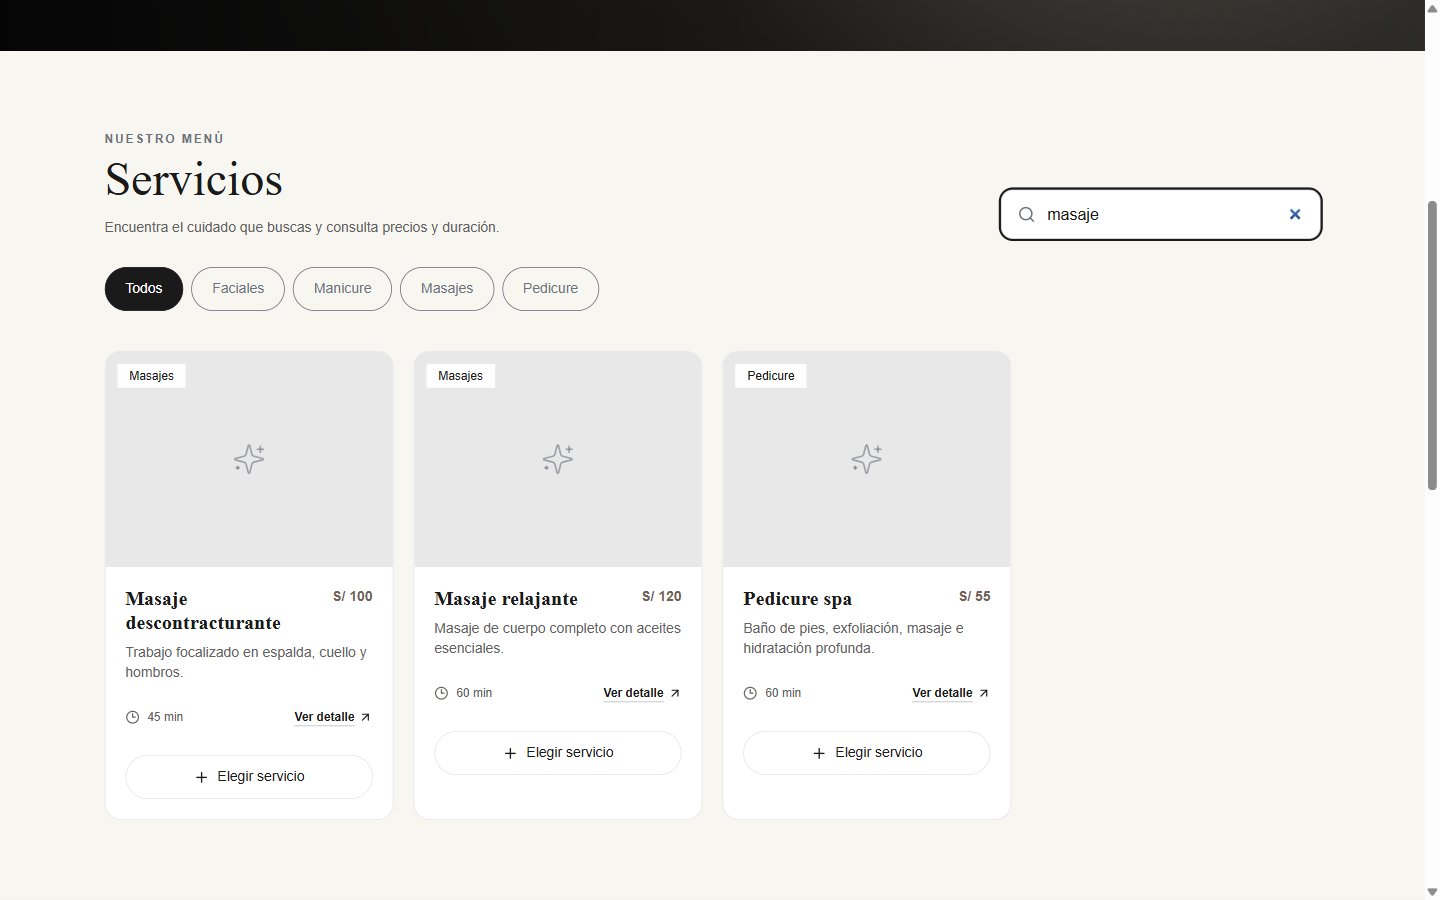 NUESTRO MENÚ
Servicios
Encuentra el cuidado que buscas y consulta precios y duración.
masaje
Todos
Faciales
Manicure
Masajes
Pedicure
Masajes
Masaje descontracturante
S/ 100
Trabajo focalizado en espalda, cuello y
hombros.
45 min
Ver detalle
Elegir servicio
Masajes
Masaje relajante
S/ 120
Masaje de cuerpo completo con aceites
esenciales.
60 min
Ver detalle
Elegir servicio
Pedicure
Pedicure spa
S/ 55
Baño de pies, exfoliación, masaje e
hidratación profunda.
60 min
Ver detalle
Elegir servicio